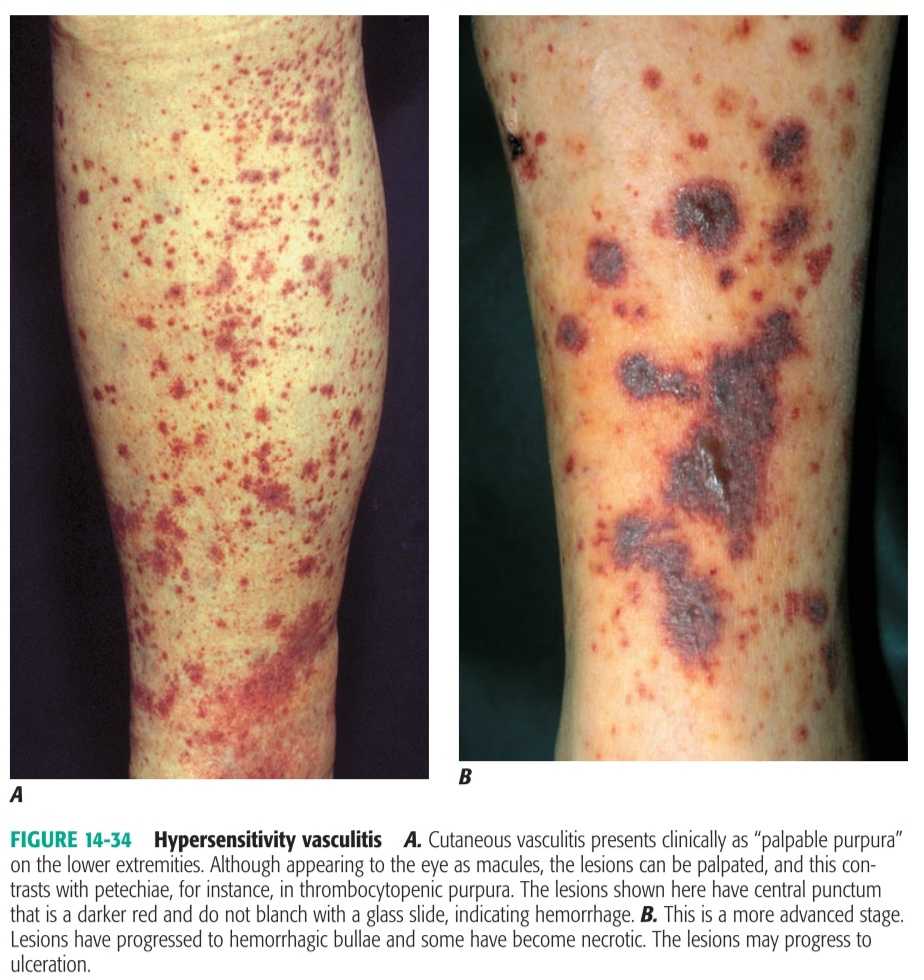 A
B
FIGURE 14-34 Hypersensitivity vasculitis A. Cutaneous vasculitis presents clinically as “palpable purpura”
on the lower extremities. Although appearing to the eye as macules, the lesions can be palpated, and this con-
trasts with petechiae, for instance, in thrombocytopenic purpura. The lesions shown here have central punctum
that is a darker red and do not blanch with a glass slide, indicating hemorrhage. B. This is a more advanced stage.
Lesions have progressed to hemorrhagic bullae and some have become necrotic. The lesions may progress to
ulceration.